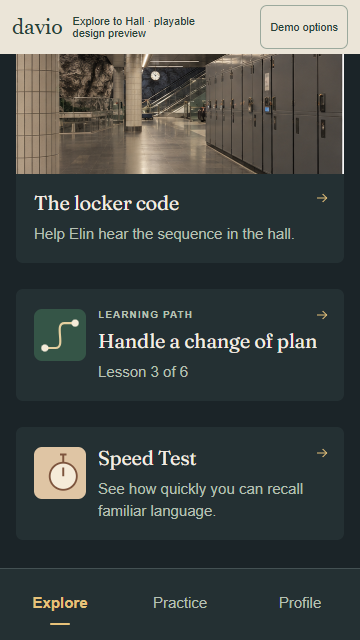 davio
Explore to Hall · playable
design preview
Demo options
The locker code
Help Elin hear the sequence in the hall.
LEARNING PATH
Handle a change of plan
Lesson 3 of 6
Speed Test
See how quickly you can recall
familiar language.
Explore
Practice
Profile